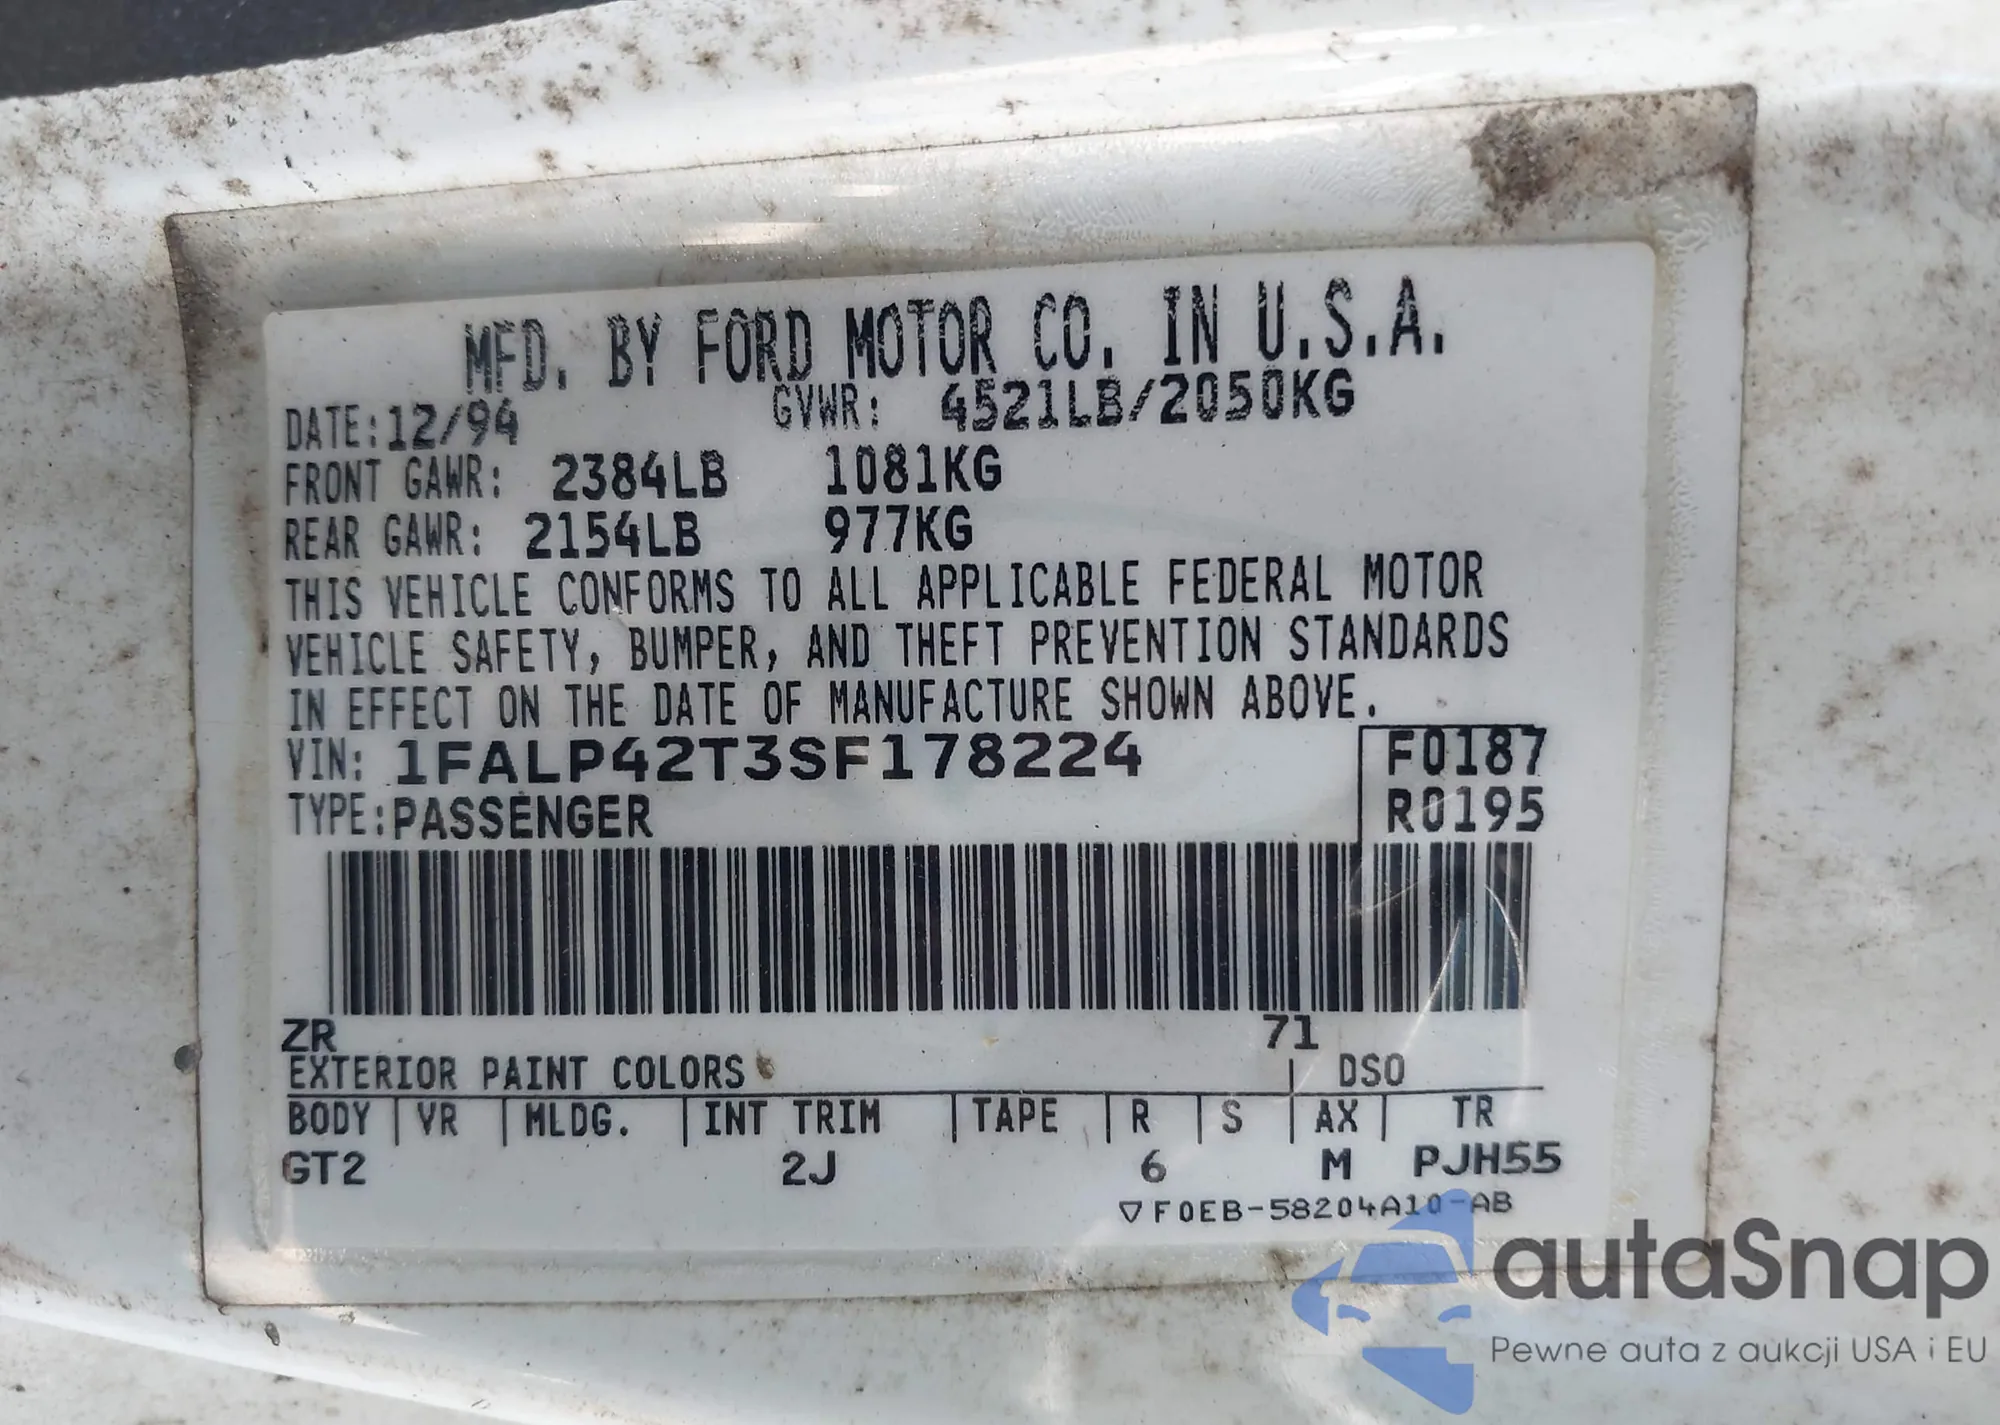 MFD. BY FORD MOTOR CO. IN U.S.A.
DATE: 12/94 GVWR: 4521LB/2050KG
FRONT GAWR: 2384LB 1081KG
REAR GAWR: 2154LB 977KG
THIS VEHICLE CONFORMS TO ALL APPLICABLE FEDERAL MOTOR
VEHICLE SAFETY, BUMPER, AND THEFT PREVENTION STANDARDS
IN EFFECT ON THE DATE OF MANUFACTURE SHOWN ABOVE.
VIN: 1FALP42T3SF178224 F0187
TYPE: PASSENGER R0195
ZR 71
EXTERIOR PAINT COLORS DSO
BODY VR MLDG. INT TRIM TAPE R S AX TR
GT2 2J 6 M PJH55
▽F0EB-58204A10-AB
autaSnap
Pewne auta z aukcji USA i EU